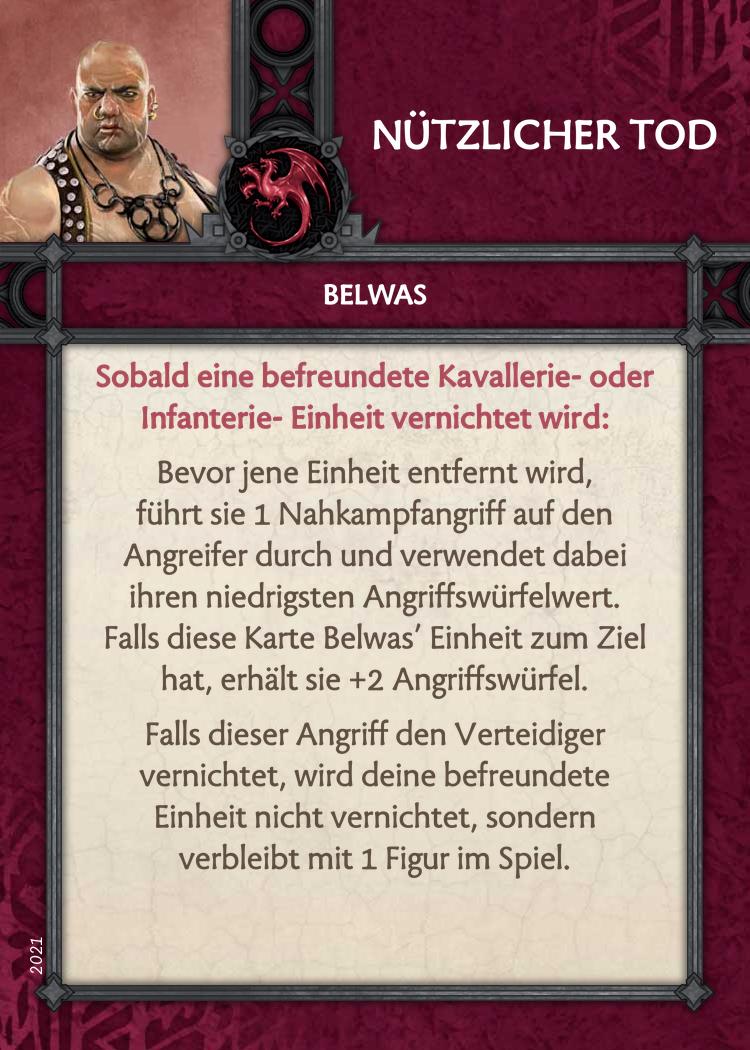 NÜTZLICHER TOD
BELWAS
Sobald eine befreundete Kavallerie- oder
Infanterie- Einheit vernichtet wird:
Bevor jene Einheit entfernt wird,
führt sie 1 Nahkampfangriff auf den
Angreifer durch und verwendet dabei
ihren niedrigsten Angriffswürfelwert.
Falls diese Karte Belwas’ Einheit zum Ziel
hat, erhält sie +2 Angriffswürfel.
Falls dieser Angriff den Verteidiger
vernichtet, wird deine befreundete
Einheit nicht vernichtet, sondern
verbleibt mit 1 Figur im Spiel.
2021